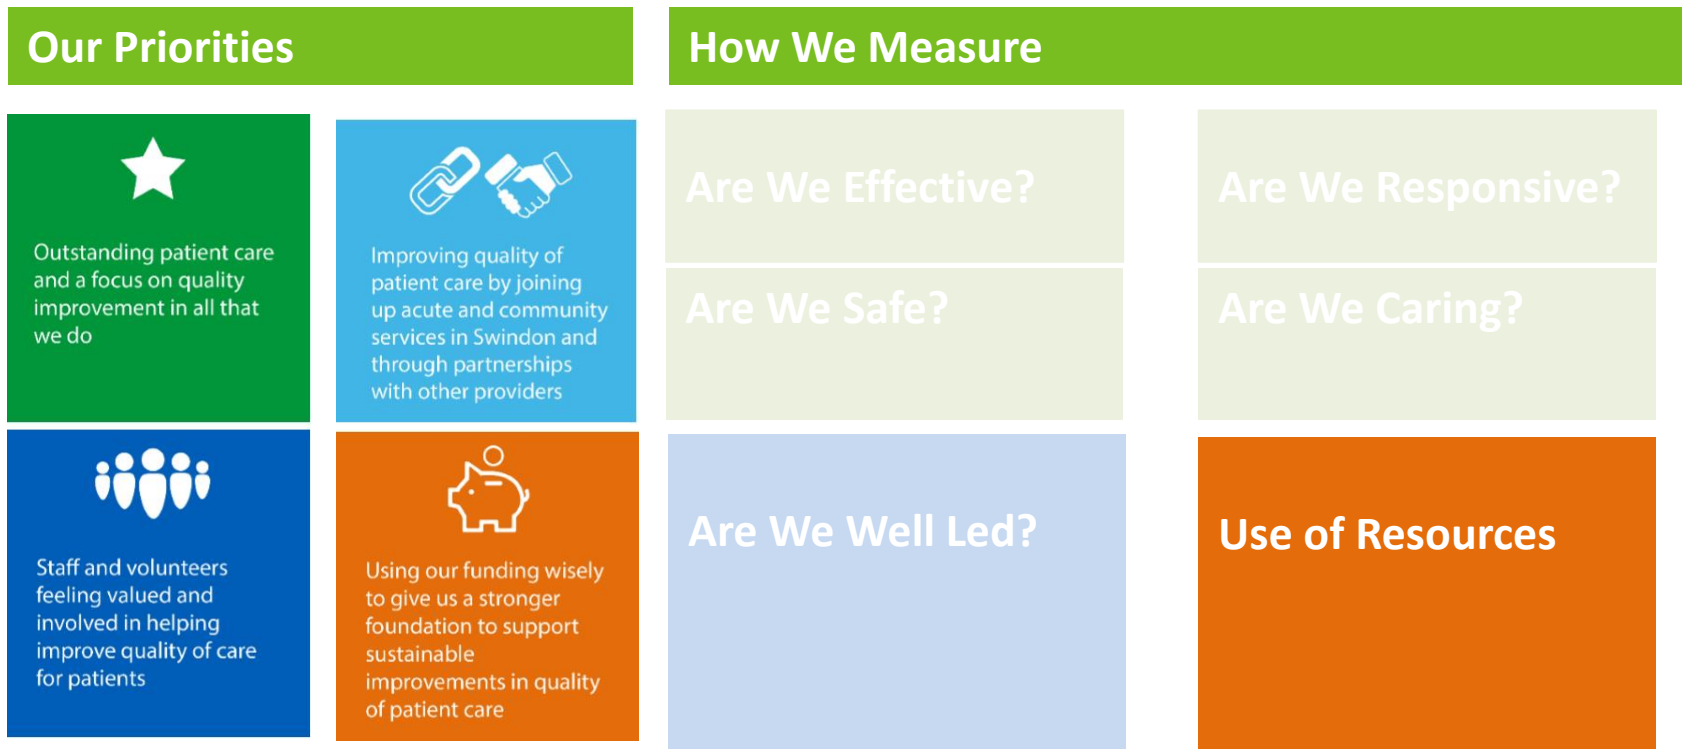 Our Priorities
How We Measure
Outstanding patient care
and a focus on quality
improvement in all that
we do
Improving quality of
patient care by joining
up acute and community
services in Swindon and
through partnerships
with other providers
Staff and volunteers
feeling valued and
involved in helping
improve quality of care
for patients
Using our funding wisely
to give us a stronger
foundation to support
sustainable
improvements in quality
of patient care
Are We Effective?
Are We Responsive?
Are We Safe?
Are We Caring?
Are We Well Led?
Use of Resources